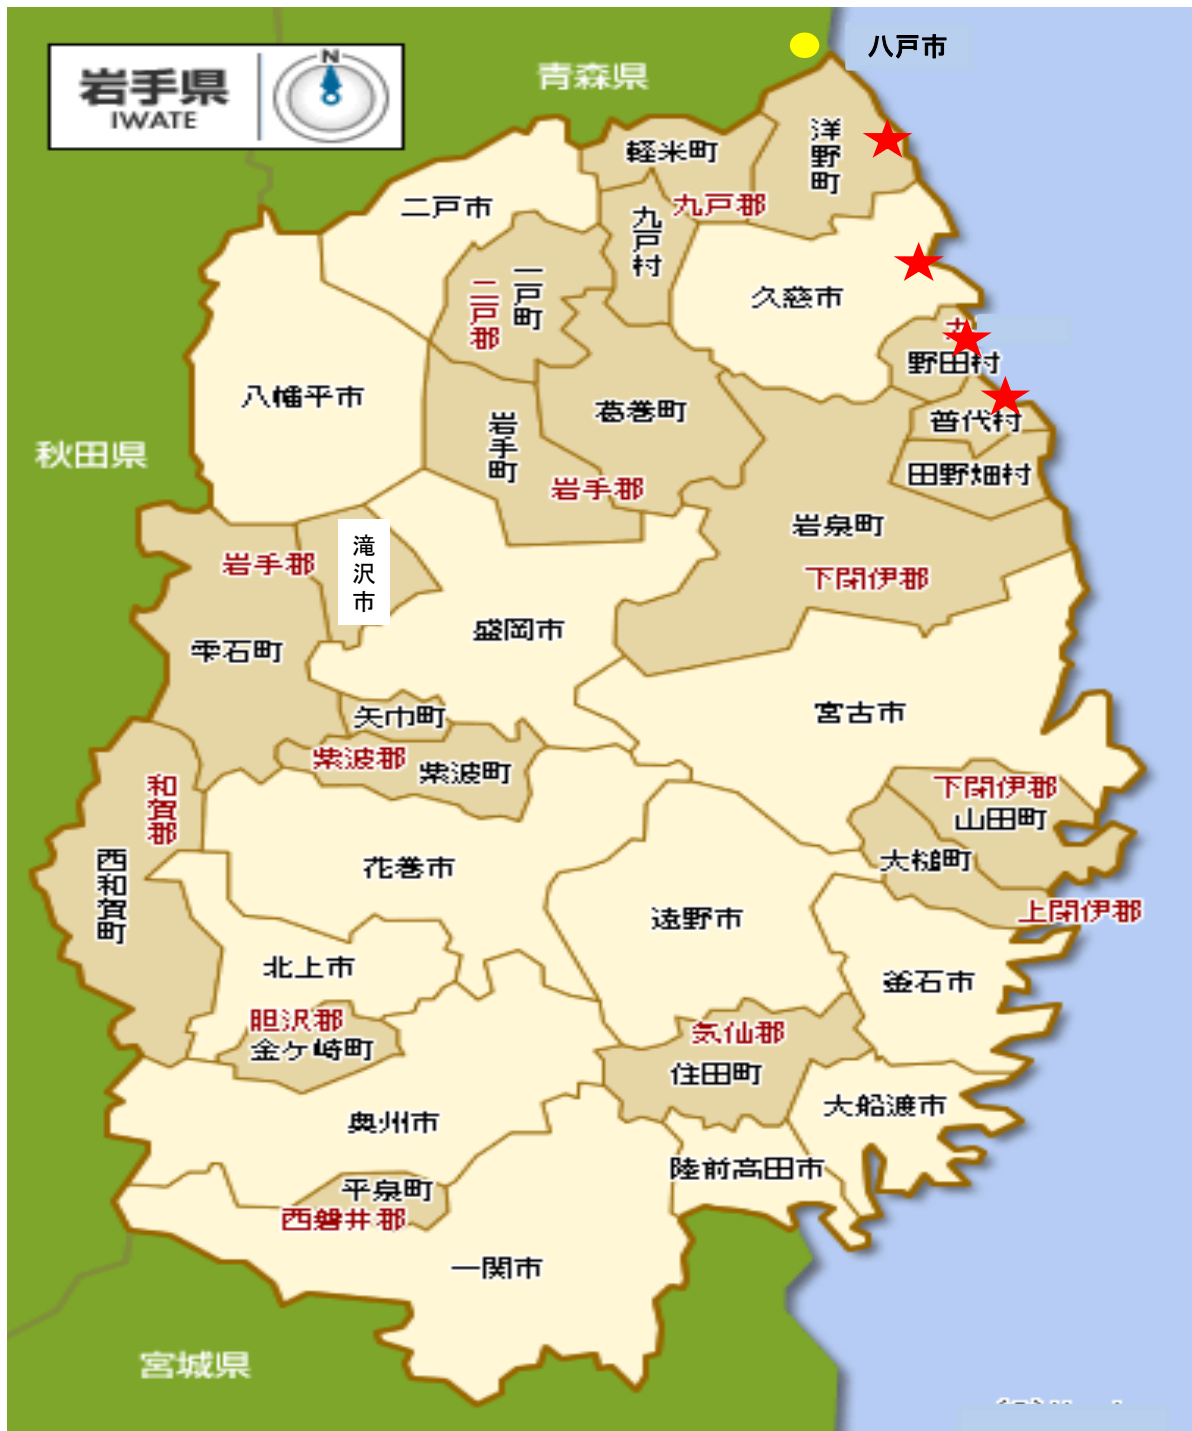 八戸市
岩手県
IWATE
N
青森県
洋野町
軽米町
九戸郡
二戸市
九戸村
一戸町
二戸郡
久慈市
野田村
八幡平市
葛巻町
岩手町
普代村
秋田県
田野畑村
岩手郡
岩泉町
滝沢市
岩手郡
下閉伊郡
盛岡市
雫石町
宮古市
矢巾町
紫波郡
紫波町
和賀郡
下閉伊郡
山田町
西和賀町
花巻市
大槌町
上閉伊郡
遠野市
北上市
釜石市
胆沢郡
金ケ崎町
気仙郡
住田町
大船渡市
奥州市
陸前高田市
平泉町
西磐井郡
一関市
宮城県